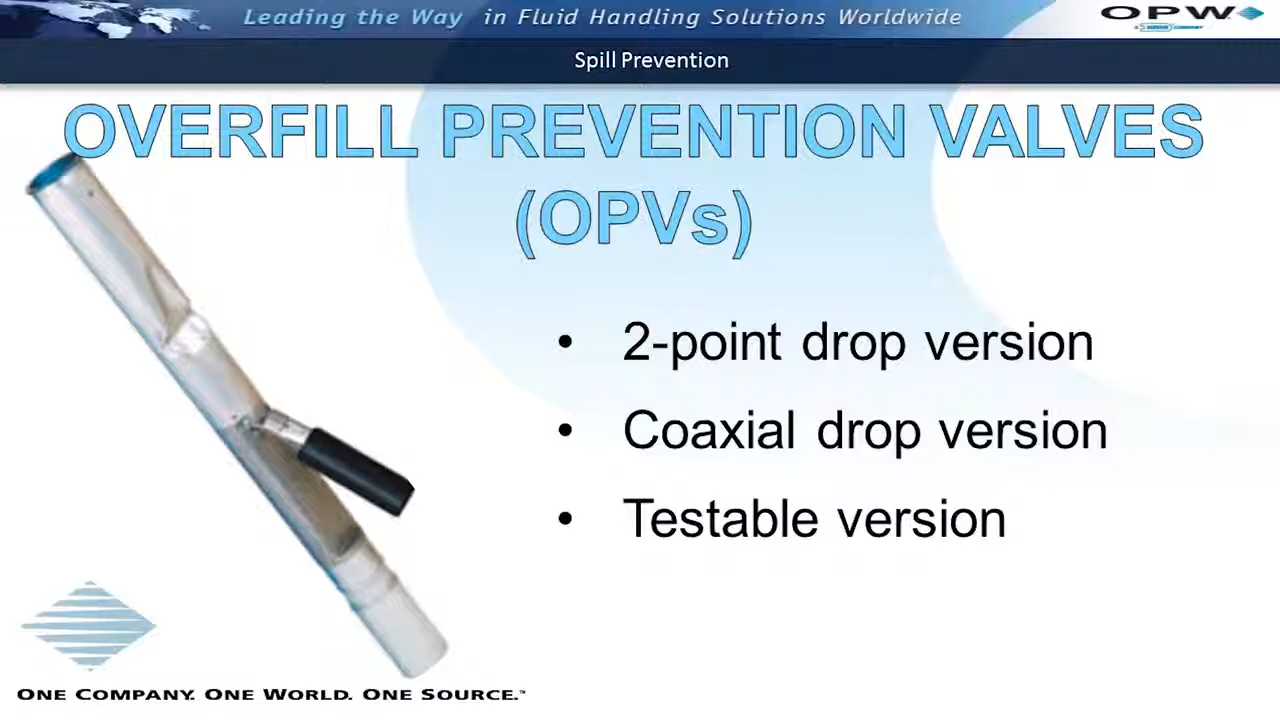 Leading the Way in Fluid Handling Solutions Worldwide
OPW
Spill Prevention
OVERFILL PREVENTION VALVES
(OPVs)
• 2-point drop version
• Coaxial drop version
• Testable version
ONE COMPANY. ONE WORLD. ONE SOURCE.™